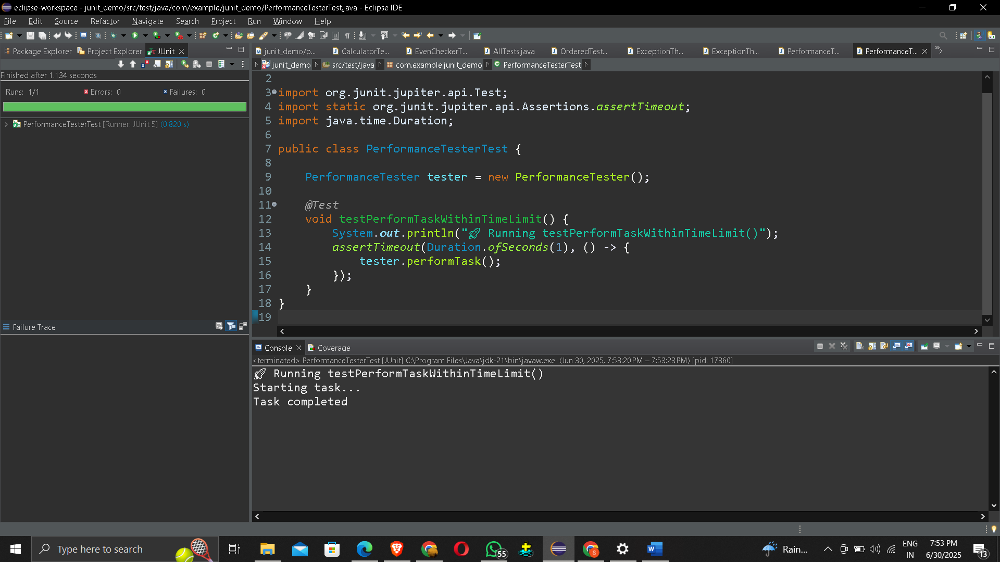 eclipse-workspace - junit_demo/src/test/java/com/example/junit_demo/PerformanceTesterTest.java - Eclipse IDE
File Edit Source Refactor Navigate Search Project Run Window Help
Package Explorer Project Explorer JUnit
junit_demo/p... CalculatorTe... EvenCheckerT... AllTests.java OrderedTest... ExceptionTh... ExceptionTh... PerformanceT... PerformanceT... 
junit_demo src/test/java com.example.junit_demo PerformanceTesterTest
Finished after 1.134 seconds
Runs: 1/1 Errors: 0 Failures: 0
PerformanceTesterTest [Runner: JUnit 5] (0.820 s)
Failure Trace
2
3 import org.junit.jupiter.api.Test;
4 import static org.junit.jupiter.api.Assertions.assertTimeout;
5 import java.time.Duration;
6
7 public class PerformanceTesterTest {
8
9 PerformanceTester tester = new PerformanceTester();
10
11 @Test
12 void testPerformTaskWithinTimeLimit() {
13 System.out.println("🚀 Running testPerformTaskWithinTimeLimit()");
14 assertTimeout(Duration.ofSeconds(1), () -> {
15 tester.performTask();
16 });
17 }
18 }
19
Console Coverage
<terminated> PerformanceTesterTest [JUnit] C:\Program Files\Java\jdk-21\bin\javaw.exe (Jun 30, 2025, 7:53:20 PM – 7:53:23 PM) [pid: 17360]
🚀 Running testPerformTaskWithinTimeLimit()
Starting task...
Task completed
Type here to search
55
Rain...
ENG
IN
7:53 PM
6/30/2025
13